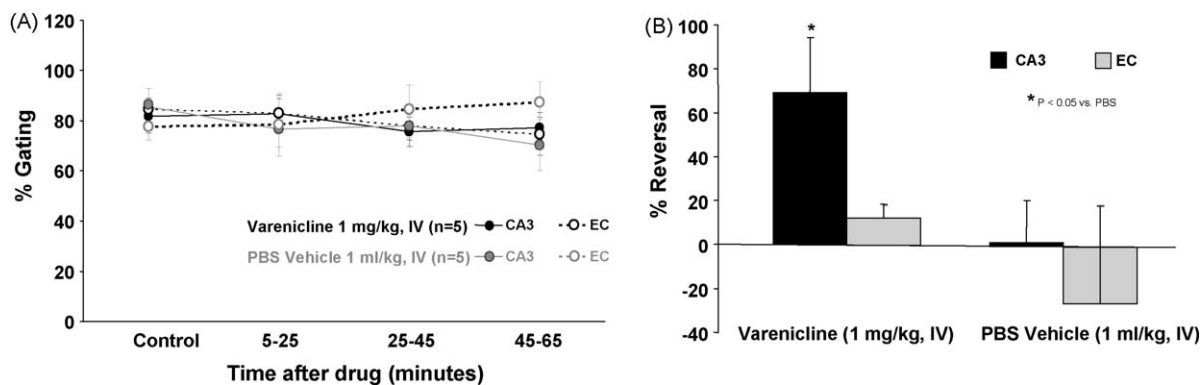 (A)
120
100
80
60
40
20
0
% Gating
Varenicline 1 mg/kg, IV (n=5) CA3 EC
PBS Vehicle 1 ml/kg, IV (n=5) CA3 EC
Control 5-25 25-45 45-65
Time after drug (minutes)
(B)
100
80
60
40
20
0
-20
-40
% Reversal
*
CA3 EC
* P < 0.05 vs. PBS
Varenicline (1 mg/kg, IV) PBS Vehicle (1 ml/kg, IV)